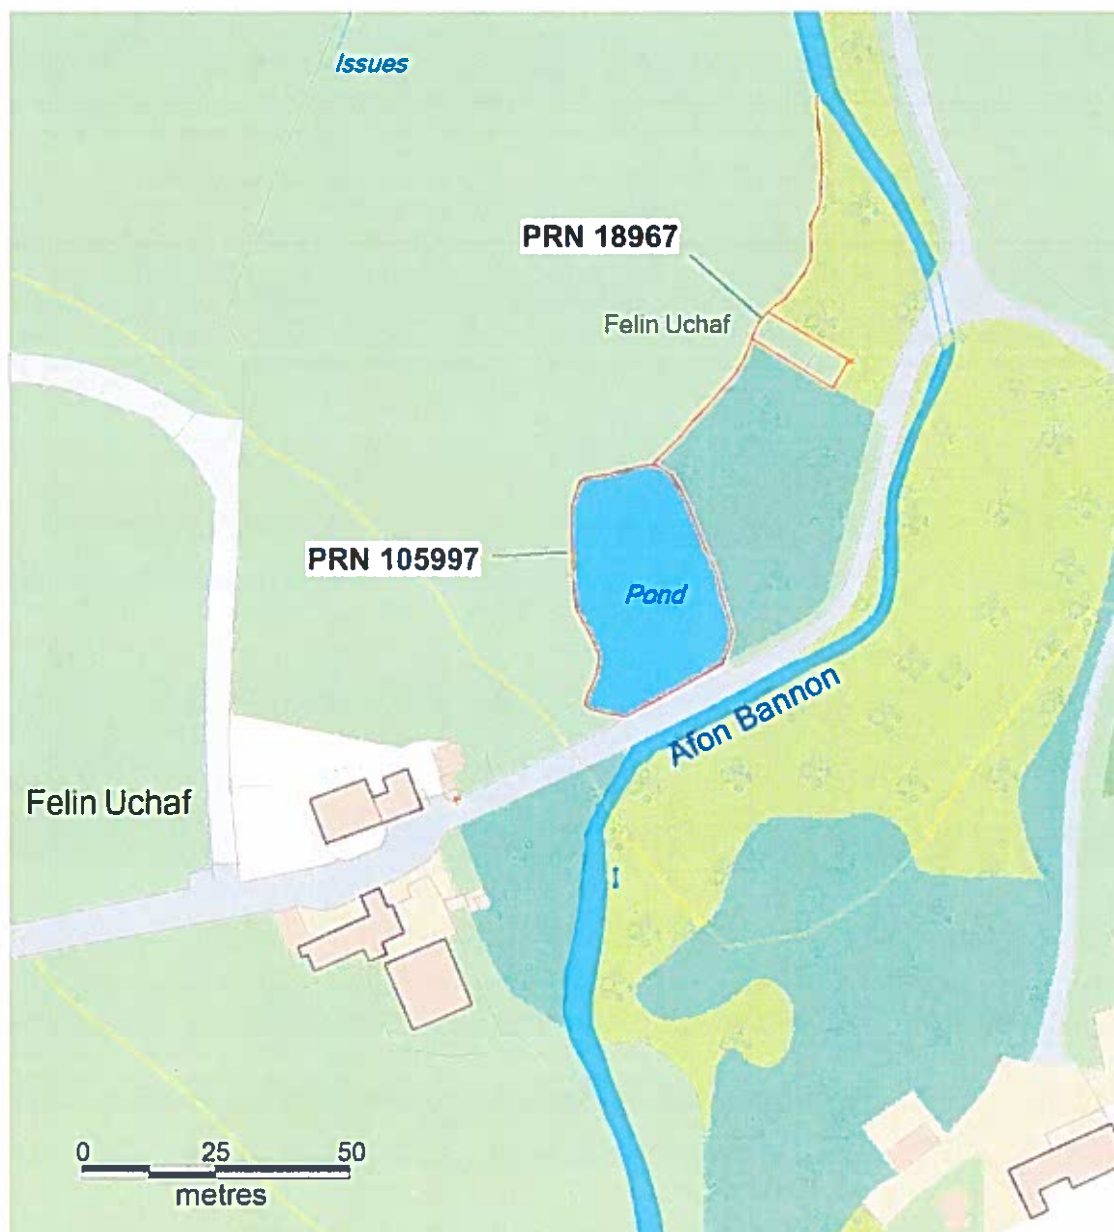 Issues
PRN 18967
Felin Uchaf
PRN 105997
Pond
Afon Bannon
Felin Uchaf
0 25 50
metres